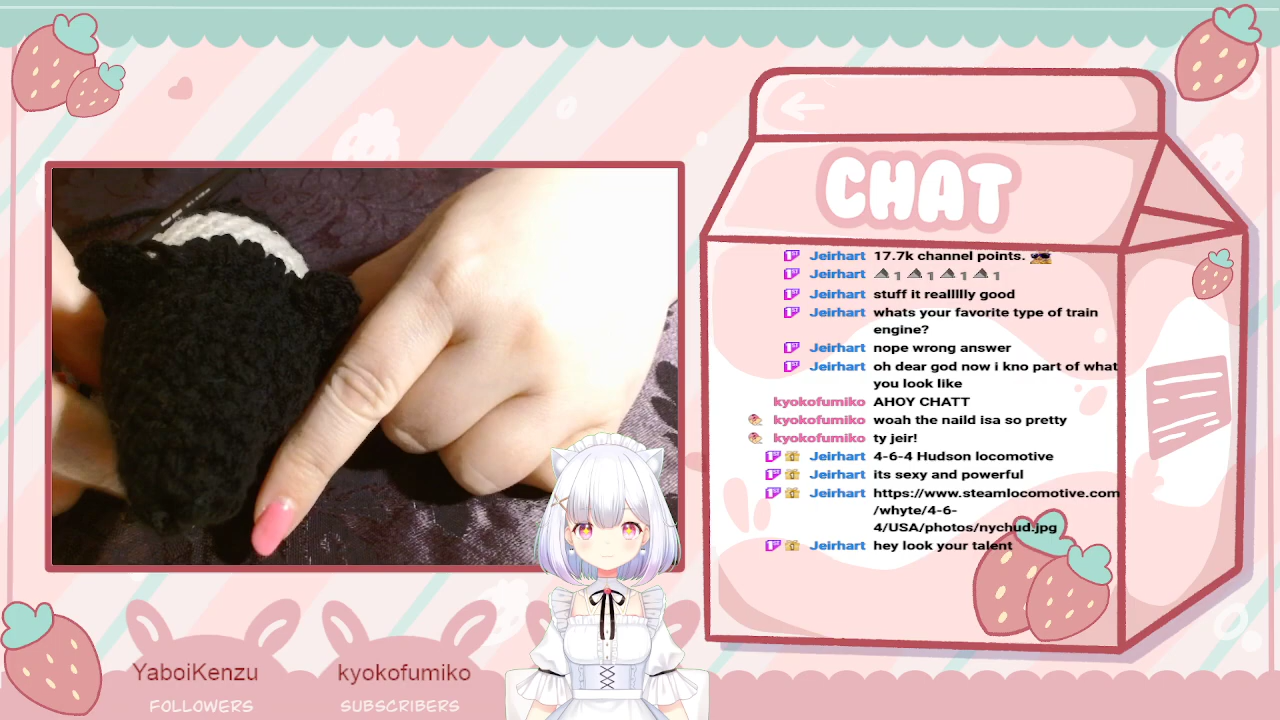 CHAT
Jeirhart 17.7k channel points.
Jeirhart 1 1 1 1
Jeirhart stuff it reallllly good
Jeirhart whats your favorite type of train
engine?
Jeirhart nope wrong answer
Jeirhart oh dear god now i kno part of what
you look like
kyokofumiko AHOY CHATT
kyokofumiko woah the naild isa so pretty
kyokofumiko ty jeir!
Jeirhart 4-6-4 Hudson locomotive
Jeirhart its sexy and powerful
Jeirhart https://www.steamlocomotive.com
/whyte/4-6-
4/USA/photos/nychud.jpg
Jeirhart hey look your talent
YaboiKenzu
FOLLOWERS
kyokofumiko
SUBSCRIBERS